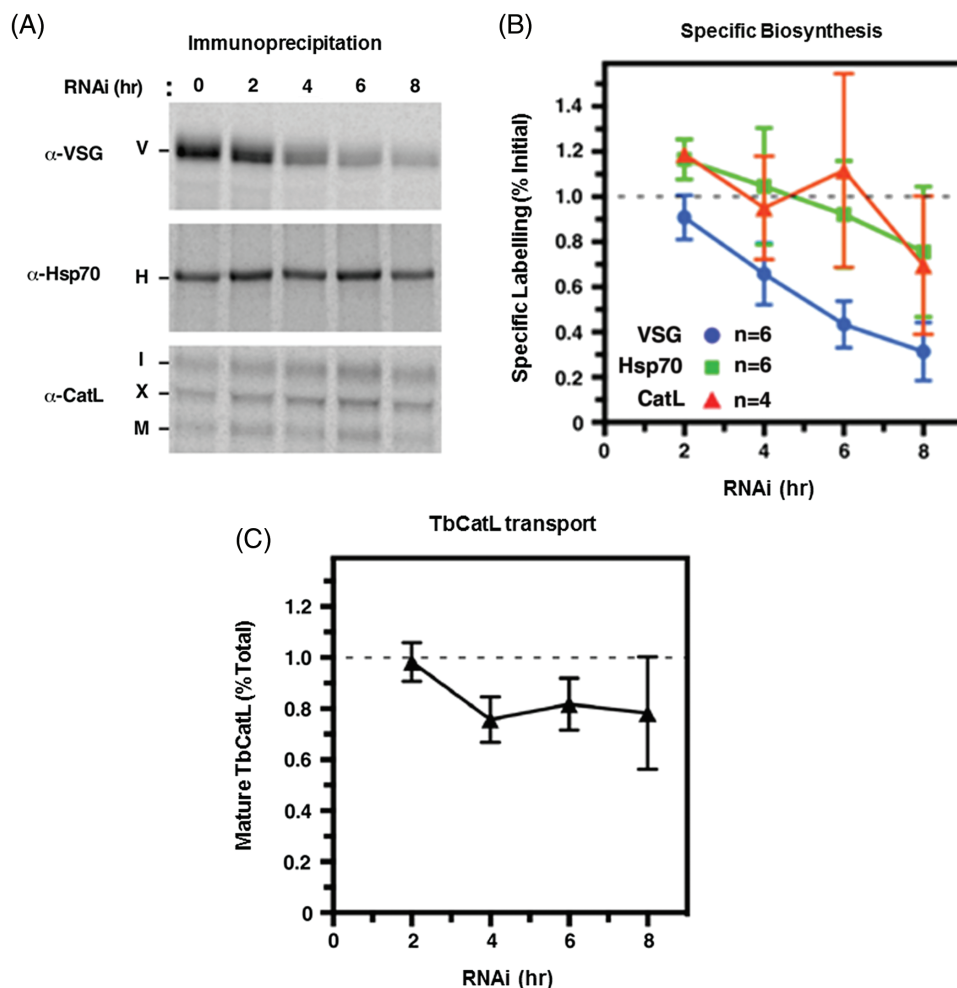 (A)
Immunoprecipitation
RNAi (hr) : 0 2 4 6 8
α-VSG V
α-Hsp70 H
I
α-CatL X
M
(B)
Specific Biosynthesis
Specific Labelling (% Initial)
1.4
1.2
1.0
0.8
0.6
0.4
0.2
0
VSG n=6
Hsp70 n=6
CatL n=4
0 2 4 6 8
RNAi (hr)
(C)
TbCatL transport
Mature TbCatL (% Total)
1.2
1.0
0.8
0.6
0.4
0.2
0
0 2 4 6 8
RNAi (hr)